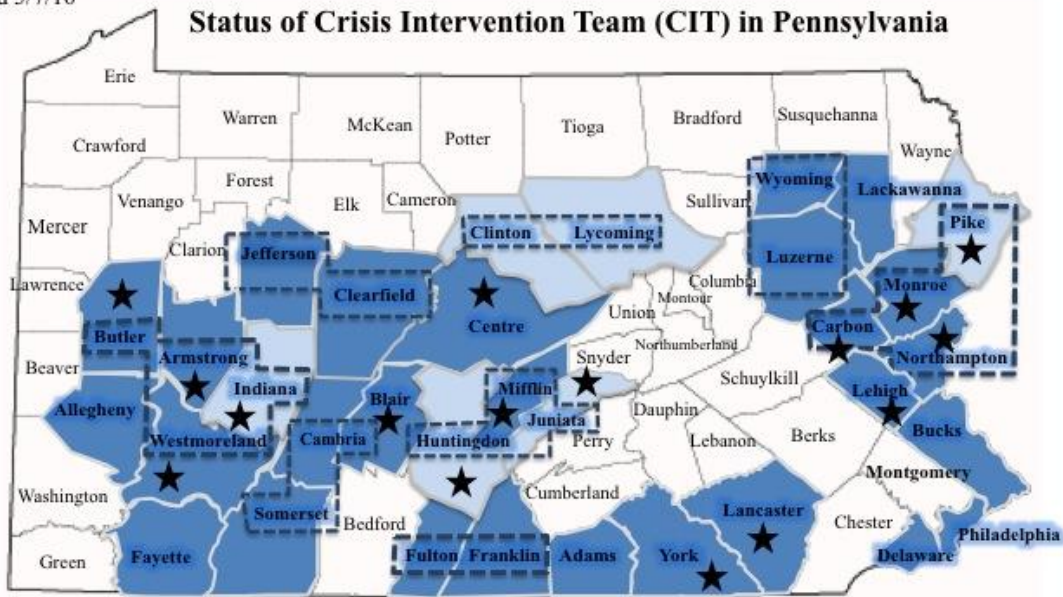 5/7/16
Status of Crisis Intervention Team (CIT) in Pennsylvania
Erie
Warren
McKean
Potter
Tioga
Bradford
Susquehanna
Crawford
Wayne
Forest
Venango
Elk
Cameron
Sullivan
Wyoming
Lackawanna
Mercer
Clarion
Jefferson
Clinton
Lycoming
Pike
Luzerne
Lawrence
Clearfield
Columbia
Monroe
Centre
Union
Montour
Butler
Carbon
Northumberland
Beaver
Armstrong
Snyder
Northampton
Indiana
Mifflin
Schuylkill
Lehigh
Allegheny
Blair
Juniata
Dauphin
Westmoreland
Cambria
Huntingdon
Perry
Lebanon
Berks
Bucks
Montgomery
Washington
Cumberland
Somerset
Bedford
Lancaster
Chester
Philadelphia
Green
Fayette
Fulton
Franklin
Adams
York
Delaware